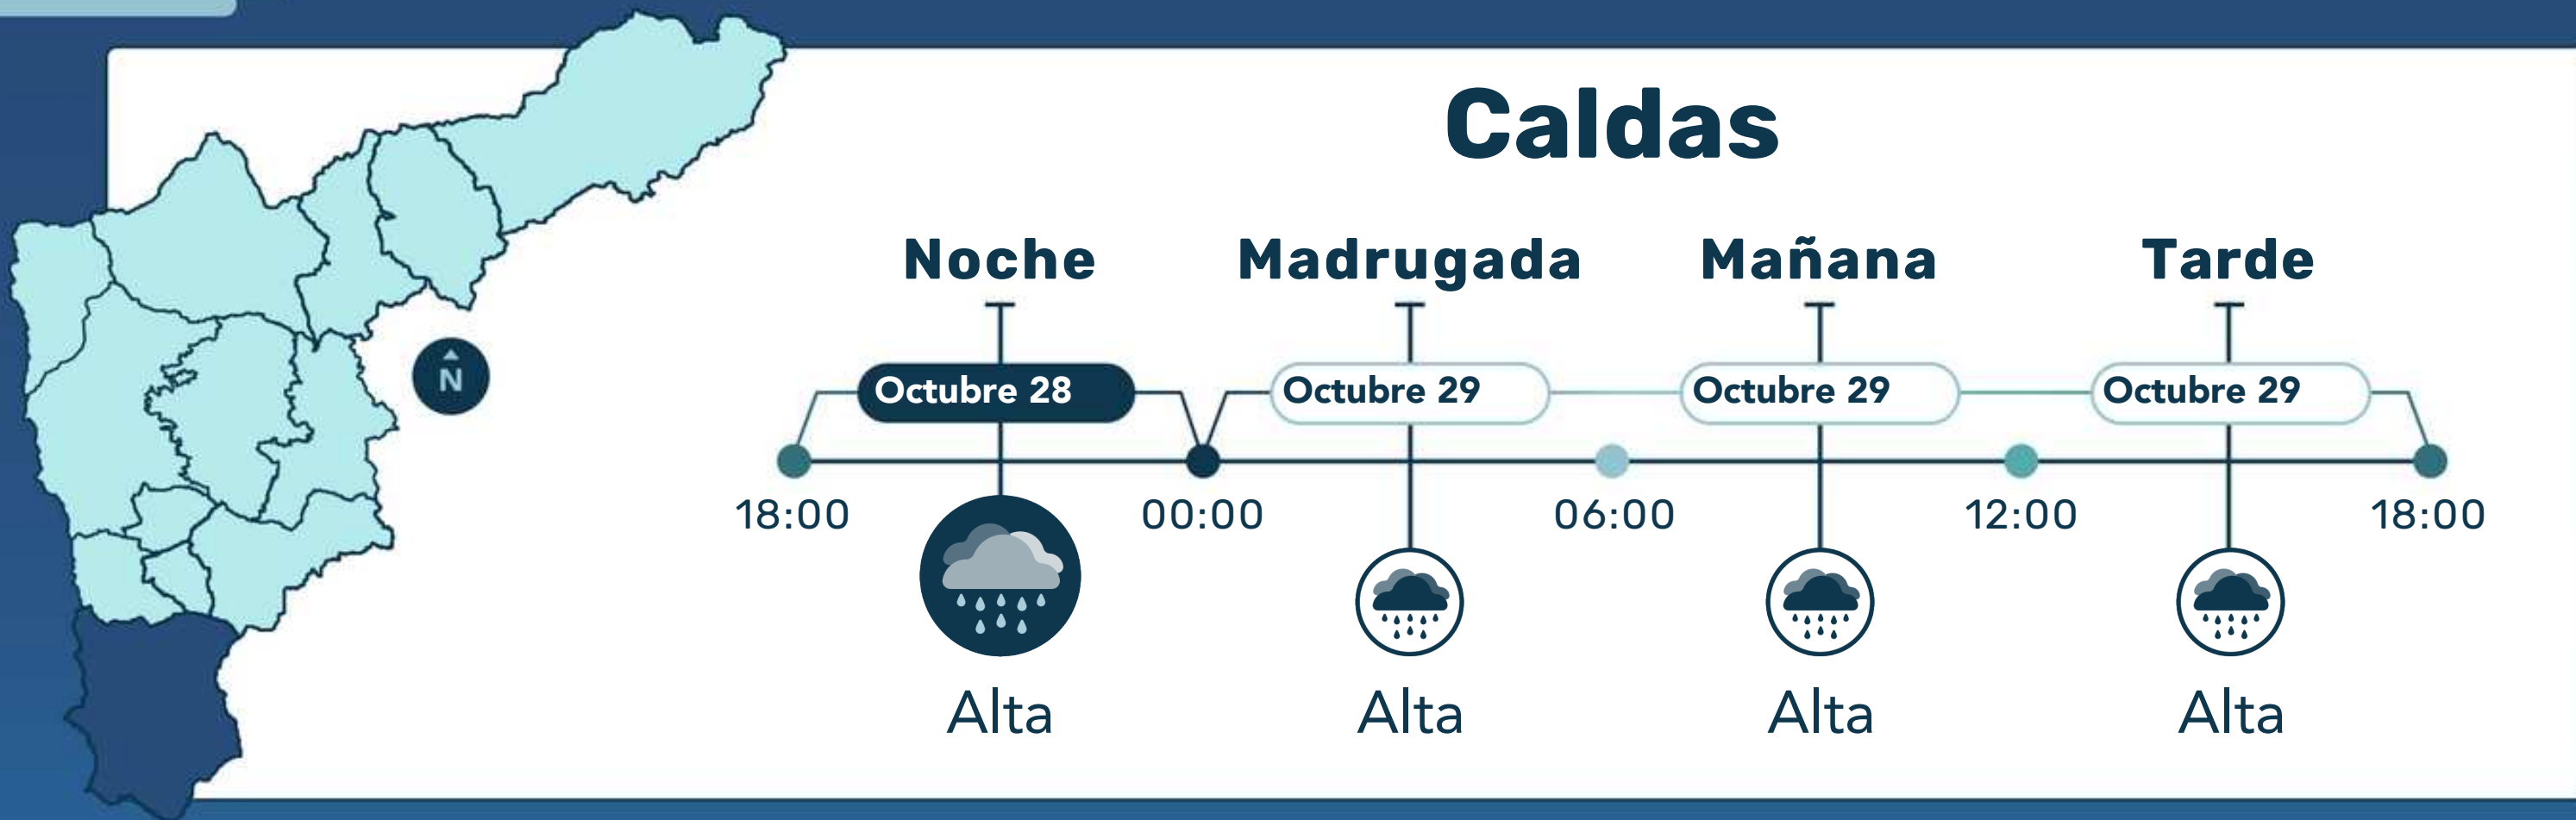 Caldas
Noche Madrugada Mañana Tarde
N
Octubre 28 Octubre 29 Octubre 29 Octubre 29
18:00 00:00 06:00 12:00 18:00
Alta Alta Alta Alta